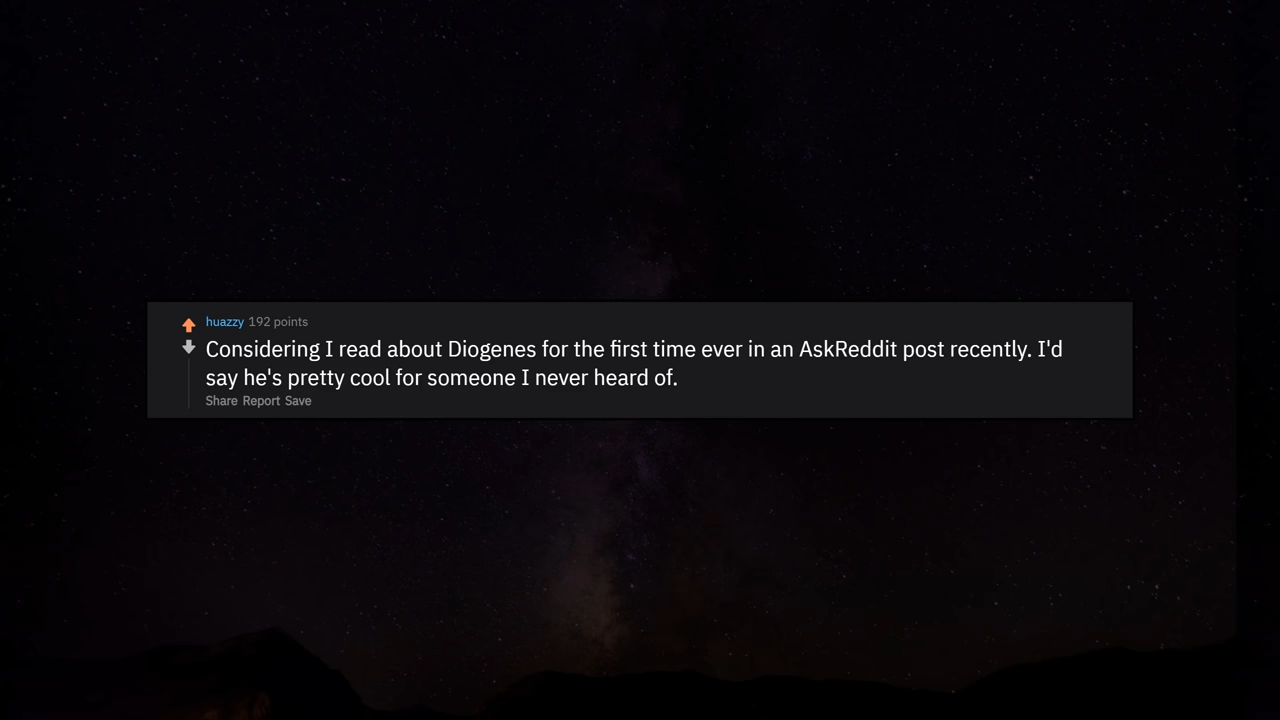 huazzy 192 points
Considering I read about Diogenes for the first time ever in an AskReddit post recently. I'd
say he's pretty cool for someone I never heard of.
Share Report Save